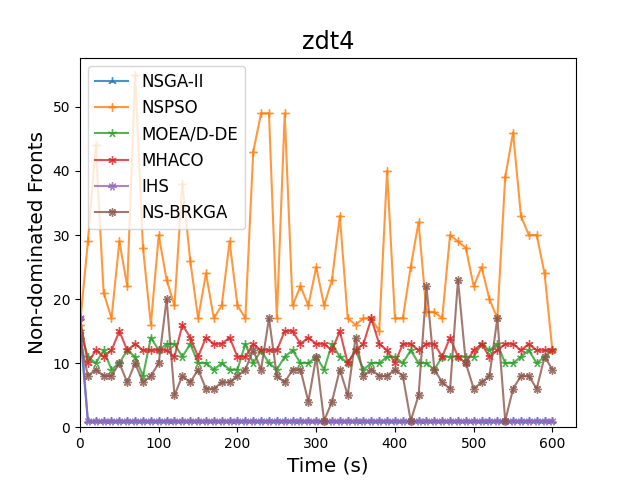 zdt4
Non-dominated Fronts
50
40
30
20
10
0
NSGA-II
NSPSO
MOEA/D-DE
MHACO
IHS
NS-BRKGA
0 100 200 300 400 500 600
Time (s)